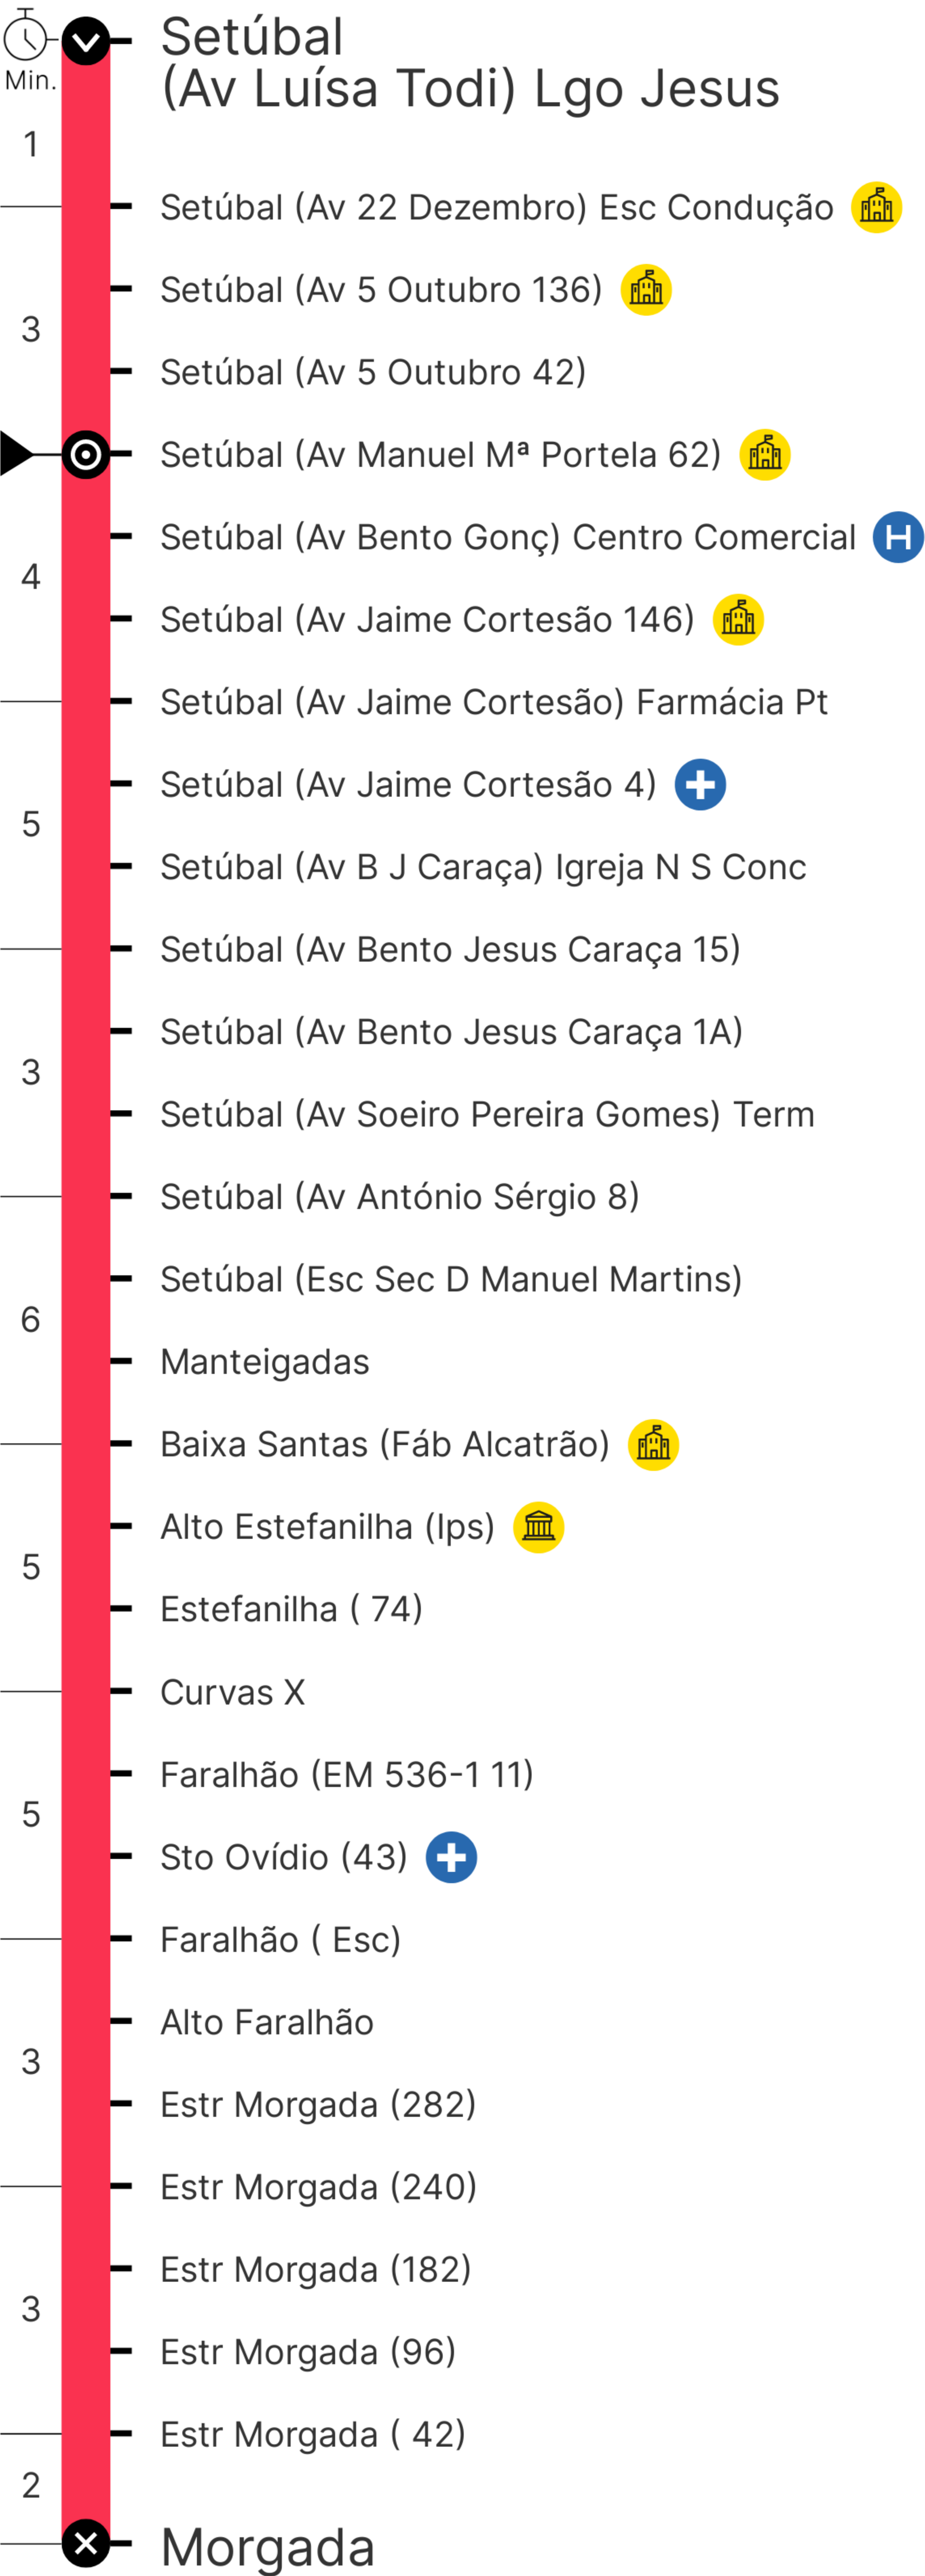 Min.
Setúbal
(Av Luísa Todi) Lgo Jesus
1
Setúbal (Av 22 Dezembro) Esc Condução
Setúbal (Av 5 Outubro 136)
3
Setúbal (Av 5 Outubro 42)
Setúbal (Av Manuel Mª Portela 62)
Setúbal (Av Bento Gonç) Centro Comercial H
4
Setúbal (Av Jaime Cortesão 146)
Setúbal (Av Jaime Cortesão) Farmácia Pt
Setúbal (Av Jaime Cortesão 4)
5
Setúbal (Av B J Caraça) Igreja N S Conc
Setúbal (Av Bento Jesus Caraça 15)
Setúbal (Av Bento Jesus Caraça 1A)
3
Setúbal (Av Soeiro Pereira Gomes) Term
Setúbal (Av António Sérgio 8)
Setúbal (Esc Sec D Manuel Martins)
6
Manteigadas
Baixa Santas (Fáb Alcatrão)
Alto Estefanilha (Ips)
5
Estefanilha ( 74)
Curvas X
Faralhão (EM 536-1 11)
5
Sto Ovídio (43)
Faralhão ( Esc)
Alto Faralhão
3
Estr Morgada (282)
Estr Morgada (240)
Estr Morgada (182)
3
Estr Morgada (96)
Estr Morgada ( 42)
2
Morgada